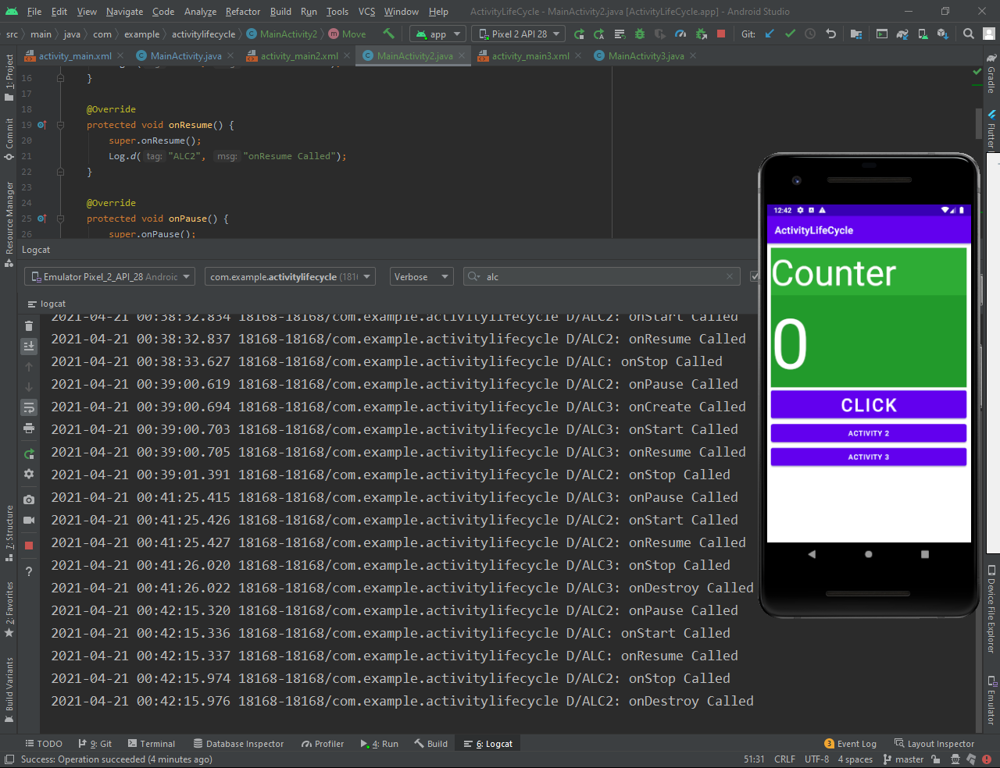 File Edit View Navigate Code Analyze Refactor Build Run Tools VCS Window Help ActivityLifeCycle - MainActivity2.java [ActivityLifeCycle.app] - Android Studio
src main java com example activitylifecycle MainActivity2 Move app Pixel 2 API 28 Git:
activity_main.xml MainActivity.java activity_main2.xml MainActivity2.java activity_main3.xml MainActivity3.java
16 }
17
18 @Override
19 protected void onResume() {
20 super.onResume();
21 Log.d( tag: "ALC2", msg: "onResume Called");
22 }
23
24 @Override
25 protected void onPause() {
26 super.onPause();
1: Project
Commit
Resource Manager
7: Structure
2: Favorites
Build Variants
Gradle
Flutter
Device File Explorer
Emulator
Logcat
Emulator Pixel_2_API_28 Android com.example.activitylifecycle (1816 Verbose alc
logcat
2021-04-21 00:38:32.834 18168-18168/com.example.activitylifecycle D/ALC2: onStart Called
2021-04-21 00:38:32.837 18168-18168/com.example.activitylifecycle D/ALC2: onResume Called
2021-04-21 00:38:33.627 18168-18168/com.example.activitylifecycle D/ALC: onStop Called
2021-04-21 00:39:00.619 18168-18168/com.example.activitylifecycle D/ALC2: onPause Called
2021-04-21 00:39:00.694 18168-18168/com.example.activitylifecycle D/ALC3: onCreate Called
2021-04-21 00:39:00.703 18168-18168/com.example.activitylifecycle D/ALC3: onStart Called
2021-04-21 00:39:00.705 18168-18168/com.example.activitylifecycle D/ALC3: onResume Called
2021-04-21 00:39:01.391 18168-18168/com.example.activitylifecycle D/ALC2: onStop Called
2021-04-21 00:41:25.415 18168-18168/com.example.activitylifecycle D/ALC3: onPause Called
2021-04-21 00:41:25.426 18168-18168/com.example.activitylifecycle D/ALC2: onStart Called
2021-04-21 00:41:25.427 18168-18168/com.example.activitylifecycle D/ALC2: onResume Called
2021-04-21 00:41:26.020 18168-18168/com.example.activitylifecycle D/ALC3: onStop Called
2021-04-21 00:41:26.022 18168-18168/com.example.activitylifecycle D/ALC3: onDestroy Called
2021-04-21 00:42:15.320 18168-18168/com.example.activitylifecycle D/ALC2: onPause Called
2021-04-21 00:42:15.336 18168-18168/com.example.activitylifecycle D/ALC: onStart Called
2021-04-21 00:42:15.337 18168-18168/com.example.activitylifecycle D/ALC: onResume Called
2021-04-21 00:42:15.974 18168-18168/com.example.activitylifecycle D/ALC2: onStop Called
2021-04-21 00:42:15.976 18168-18168/com.example.activitylifecycle D/ALC2: onDestroy Called
12:42
ActivityLifeCycle
Counter
0
CLICK
ACTIVITY 2
ACTIVITY 3
TODO 9: Git Terminal Database Inspector Profiler 4: Run Build 6: Logcat 3 Event Log Layout Inspector
Success: Operation succeeded (4 minutes ago) 51:31 CRLF UTF-8 4 spaces master